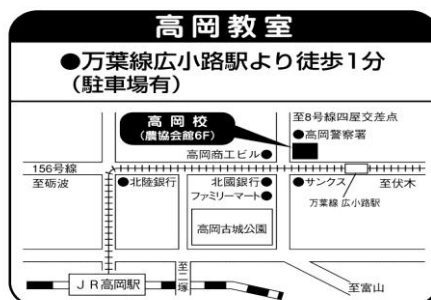 高岡教室
●万葉線広小路駅より徒歩1分
(駐車場有)
高岡校
(農協会館6F)
至8号線四屋交差点
●高岡警察署
高岡商工ビル●
156号線
至砺波
●北陸銀行
北國銀行●
ファミリーマート●
●サンクス
至伏木
万葉線 広小路駅
高岡古城公園
JR高岡駅
至二塚
至富山